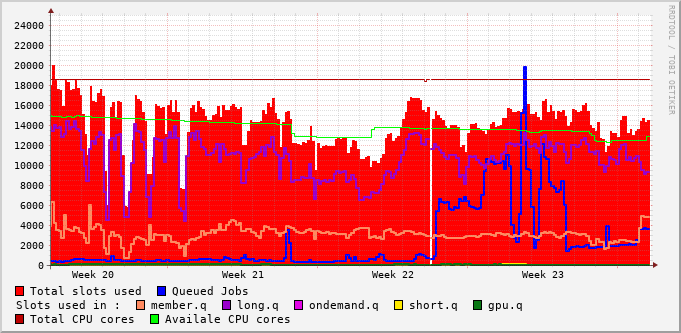 RRDTOOL / TOBI OETIKER
24000
22000
20000
18000
16000
14000
12000
10000
8000
6000
4000
2000
0
Week 20 Week 21 Week 22 Week 23
Total slots used Queued Jobs
Slots used in : member.q long.q ondemand.q short.q gpu.q
Total CPU cores Availale CPU cores